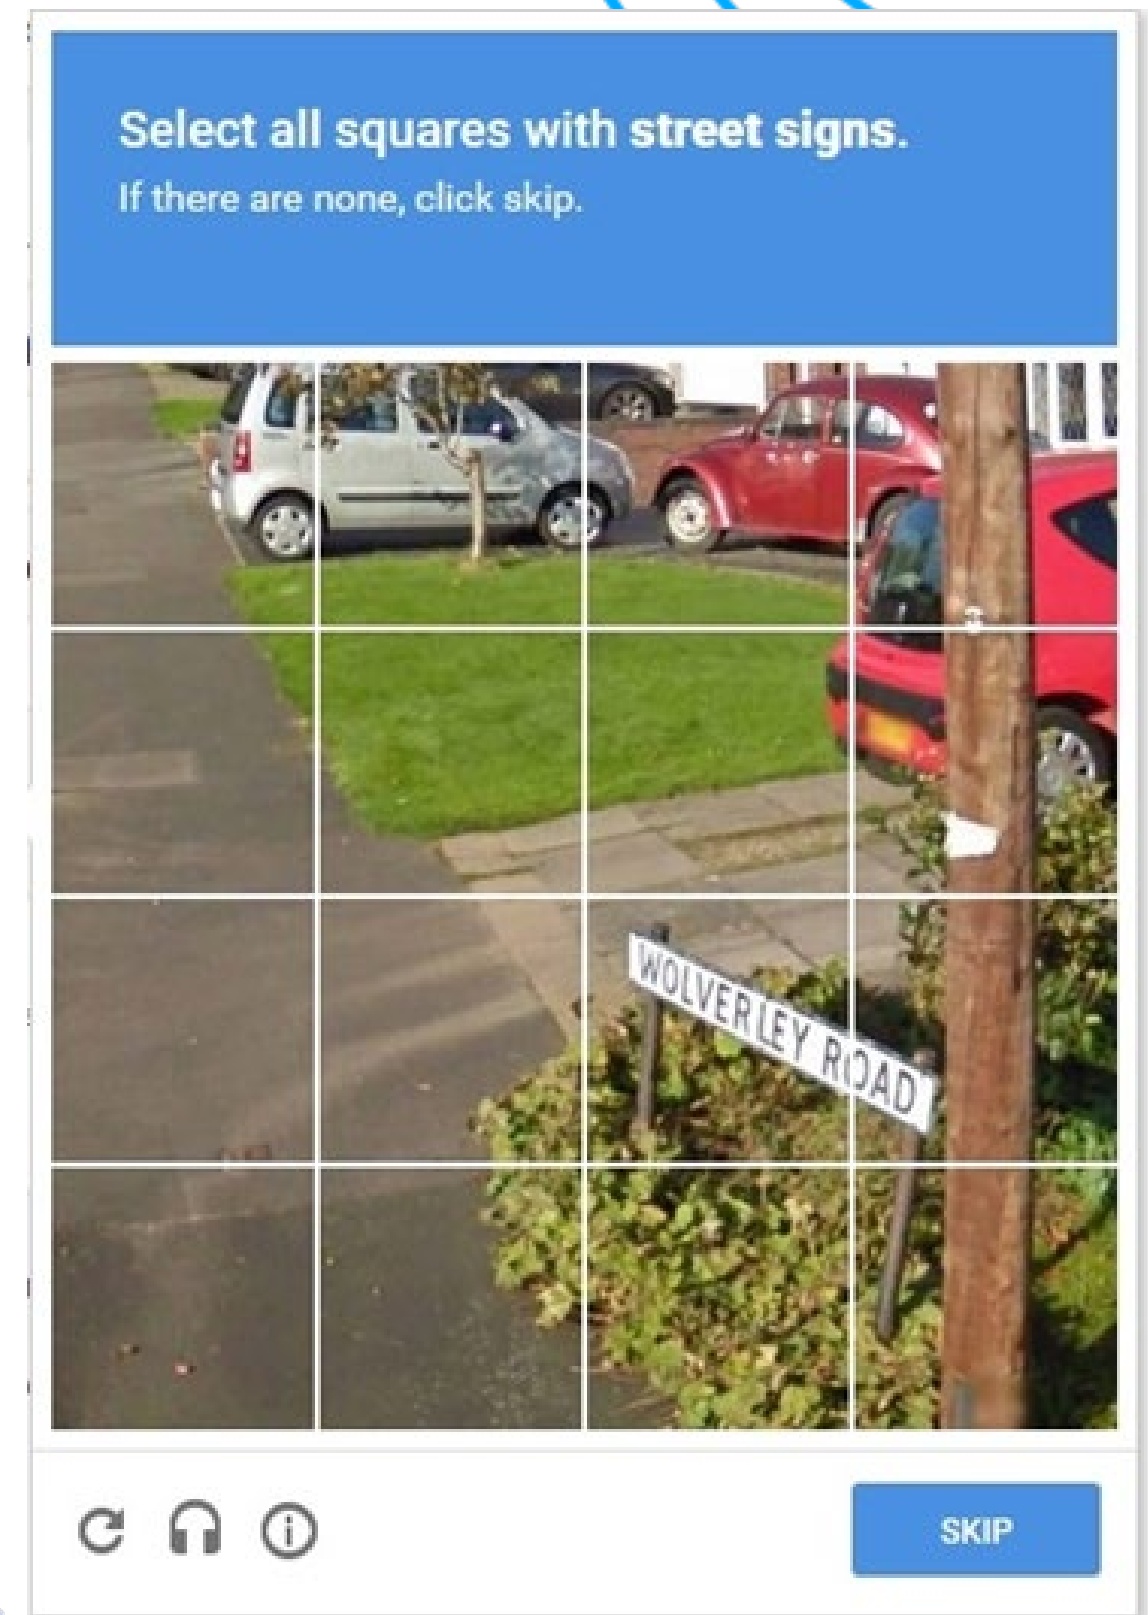 Select all squares with street signs.
If there are none, click skip.
WOLVERLEY ROAD
SKIP